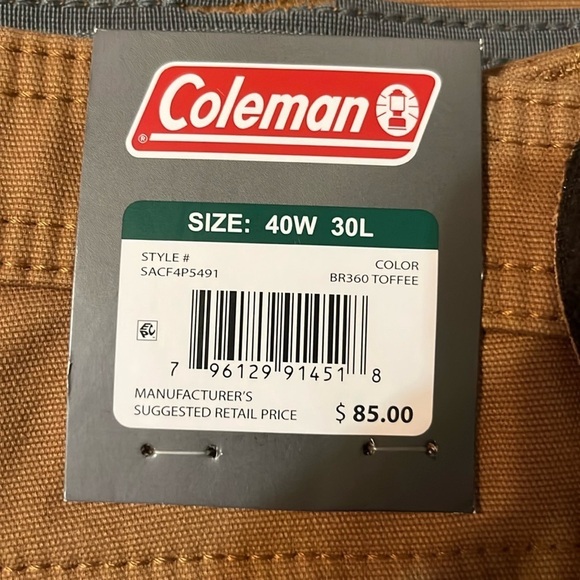 Coleman
®
SIZE: 40W 30L
STYLE #
SACF4P5491
COLOR
BR360 TOFFEE
7 96129 91451 8
MANUFACTURER'S
SUGGESTED RETAIL PRICE
$ 85.00